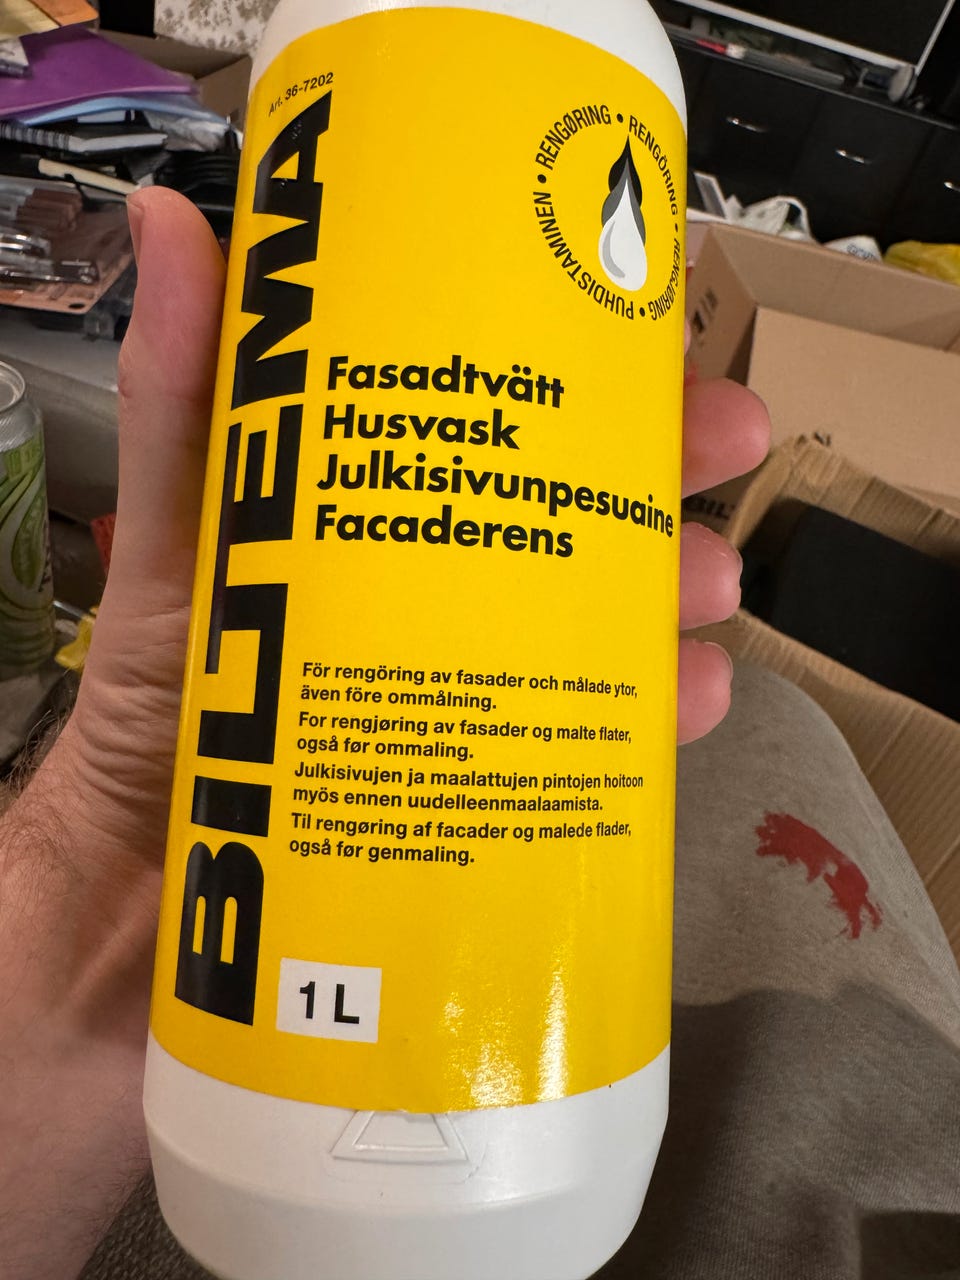 Art. 36-7202
BILTEMA
RENGØRING • RENGÖRING • RENGJØRING • PUHDISTAMINEN •
Fasadtvätt
Husvask
Julkisivunpesuaine
Facaderens
För rengöring av fasader och målade ytor,
även före ommålning.
For rengjøring av fasader og malte flater,
også før ommaling.
Julkisivujen ja maalattujen pintojen hoitoon
myös ennen uudelleenmaalaamista.
Til rengøring af facader og malede flader,
også før genmaling.
1 L